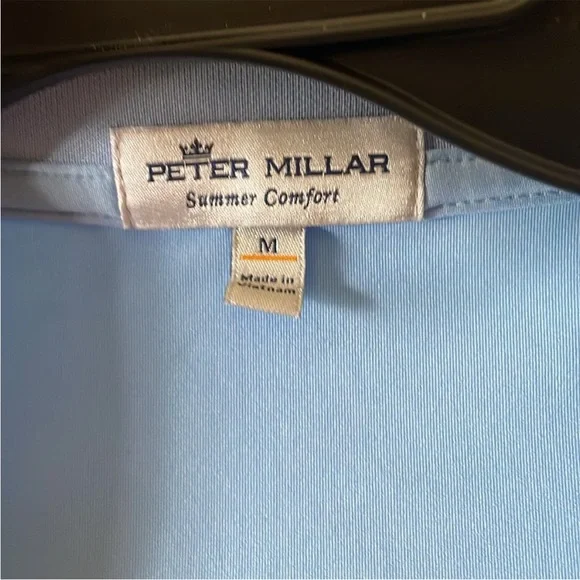 PETER MILLAR
Summer Comfort
M
Made in
Vietnam